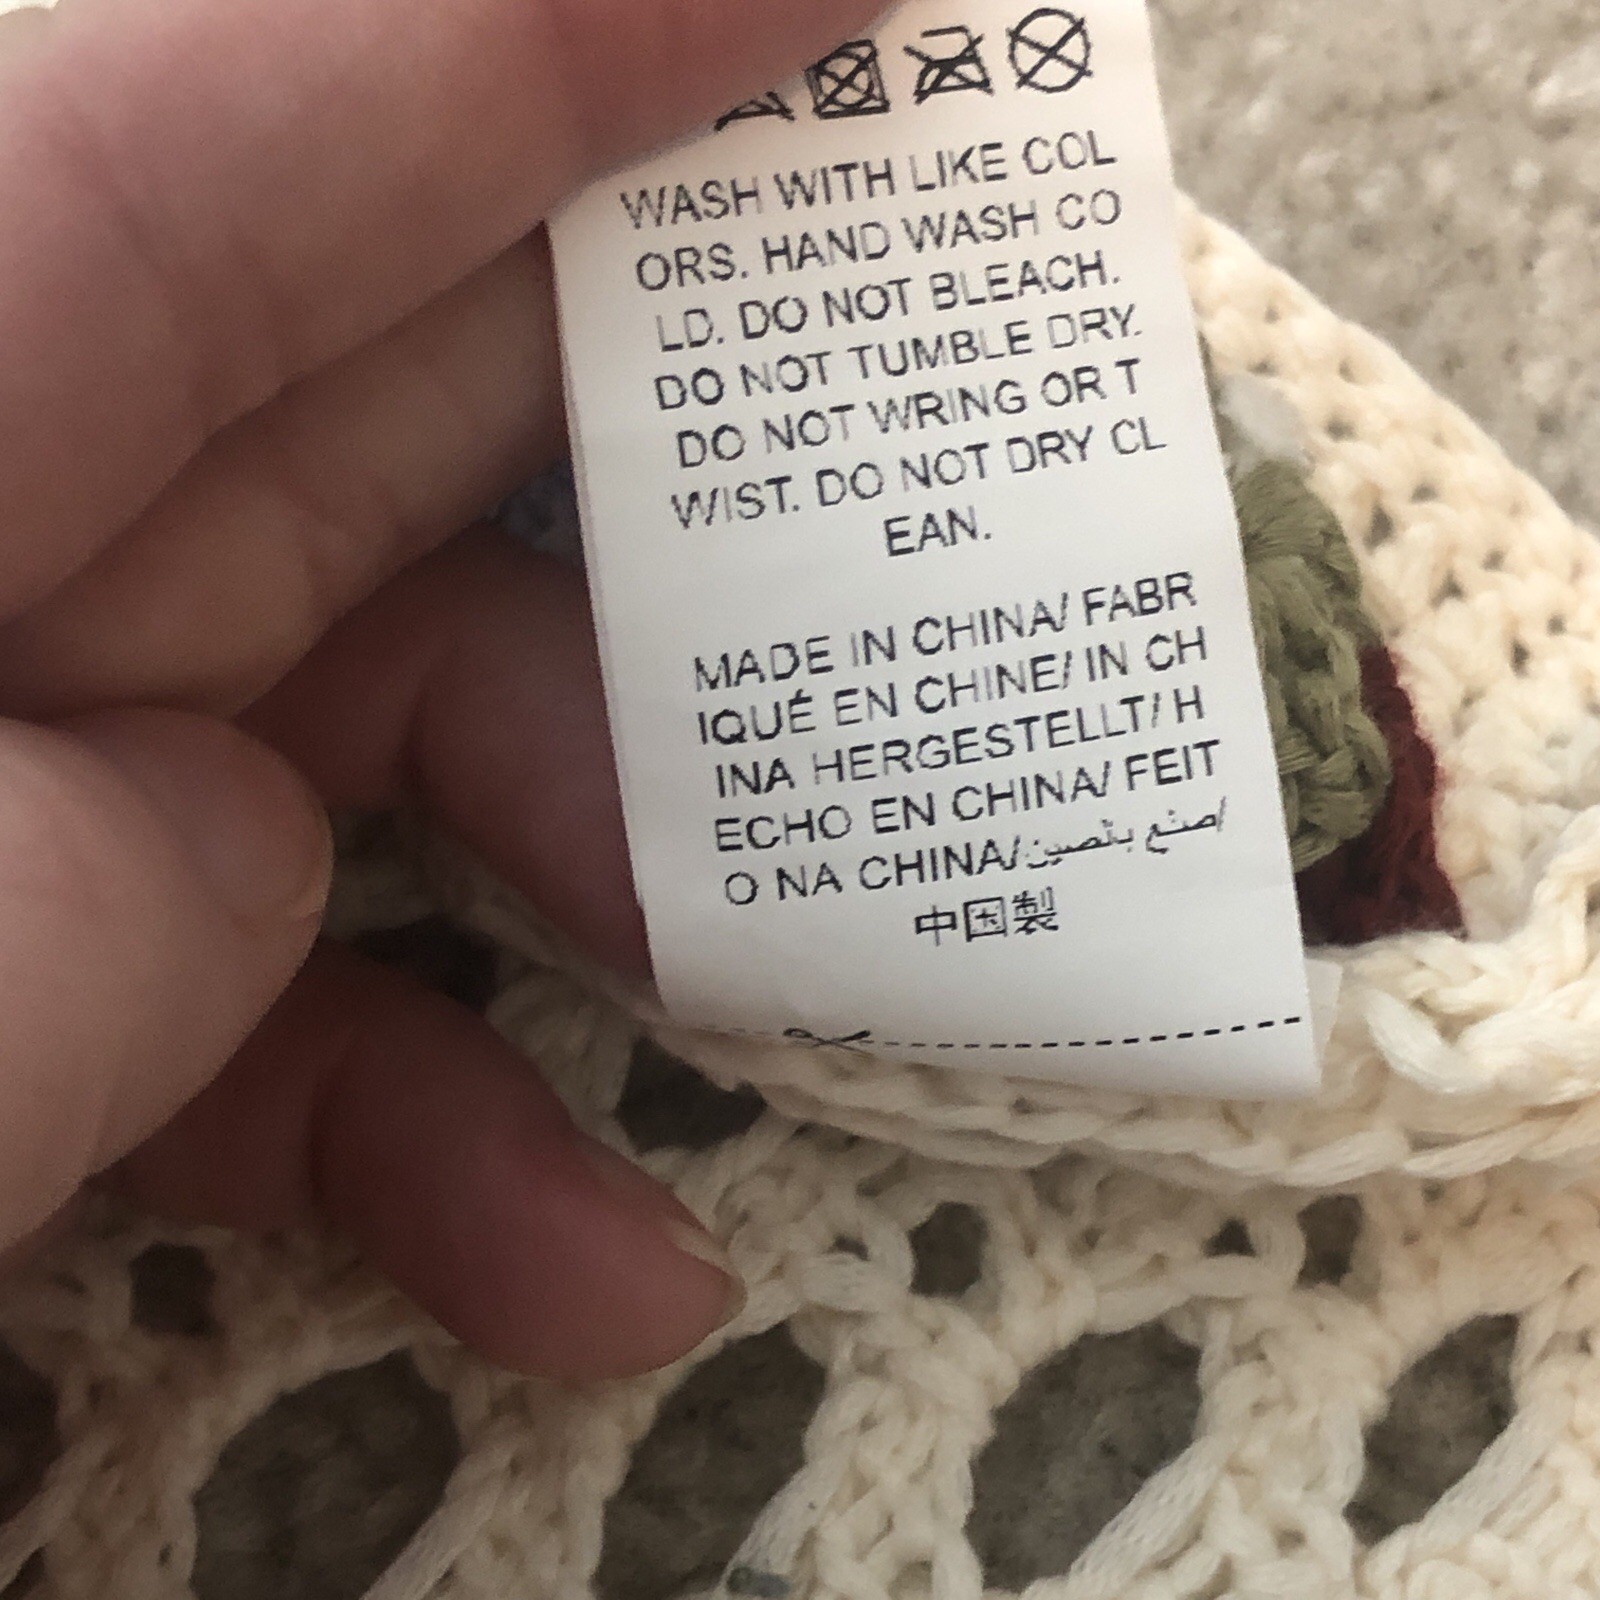 WASH WITH LIKE COL
ORS. HAND WASH CO
LD. DO NOT BLEACH.
DO NOT TUMBLE DRY.
DO NOT WRING OR T
WIST. DO NOT DRY CL
EAN.
MADE IN CHINA/ FABR
IQUÉ EN CHINE/ IN CH
INA HERGESTELLT/ H
ECHO EN CHINA/ FEIT
O NA CHINA/صنع بتصين/
中国製